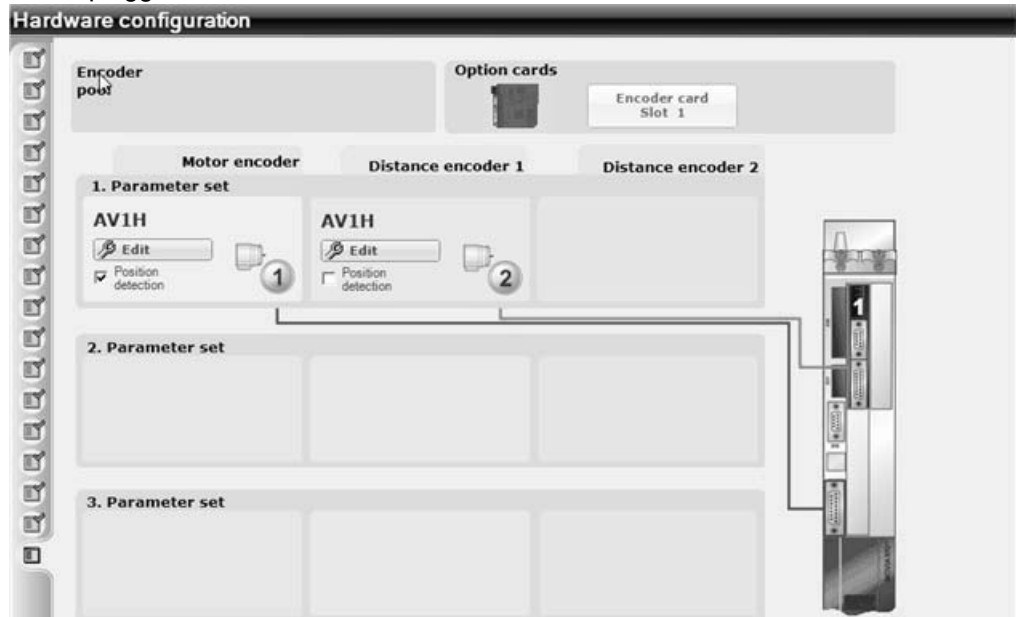 Hardware configuration
Encoder
pool
Option cards
Encoder card
Slot 1
Motor encoder
Distance encoder 1
Distance encoder 2
1. Parameter set
AV1H
AV1H
Edit
Edit
Position
detection
Position
detection
1
2
1
2. Parameter set
3. Parameter set